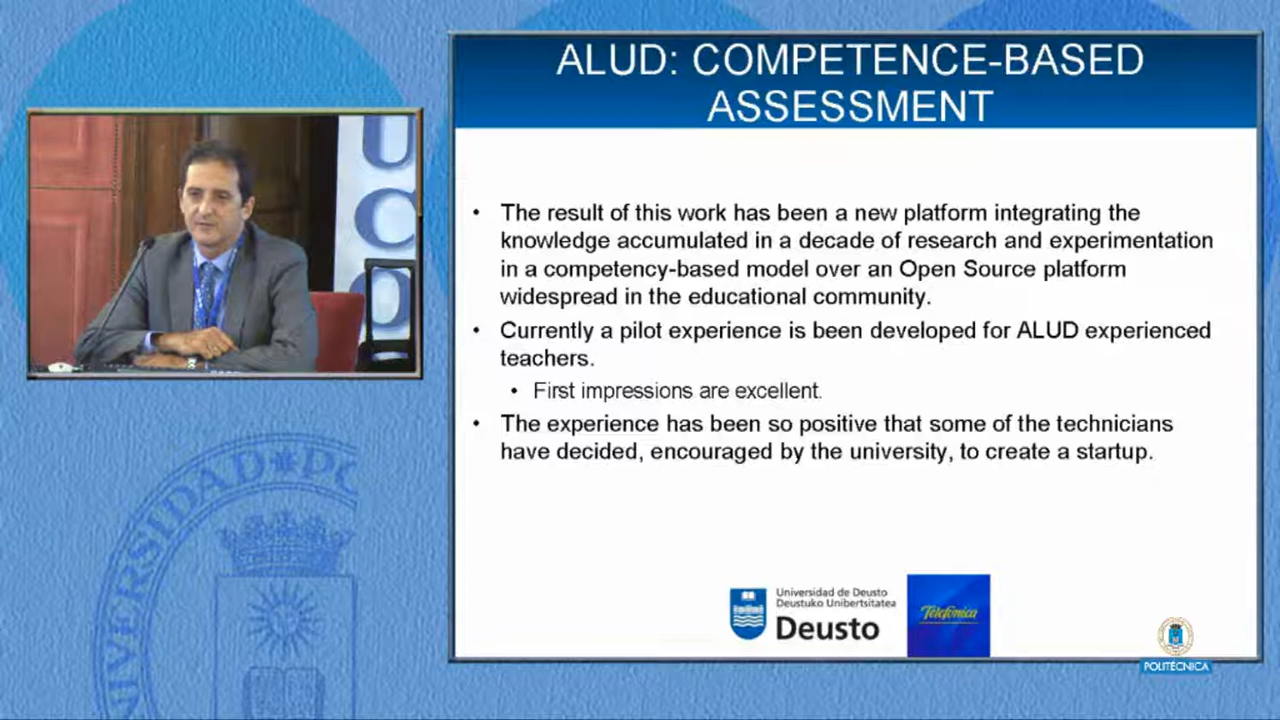 ALUD: COMPETENCE-BASED
ASSESSMENT
• The result of this work has been a new platform integrating the
knowledge accumulated in a decade of research and experimentation
in a competency-based model over an Open Source platform
widespread in the educational community.
• Currently a pilot experience is been developed for ALUD experienced
teachers.
• First impressions are excellent.
• The experience has been so positive that some of the technicians
have decided, encouraged by the university, to create a startup.
Universidad de Deusto
Deustuko Unibertsitatea
Deusto
Telefónica
POLITÉCNICA
UNIVERSIDAD